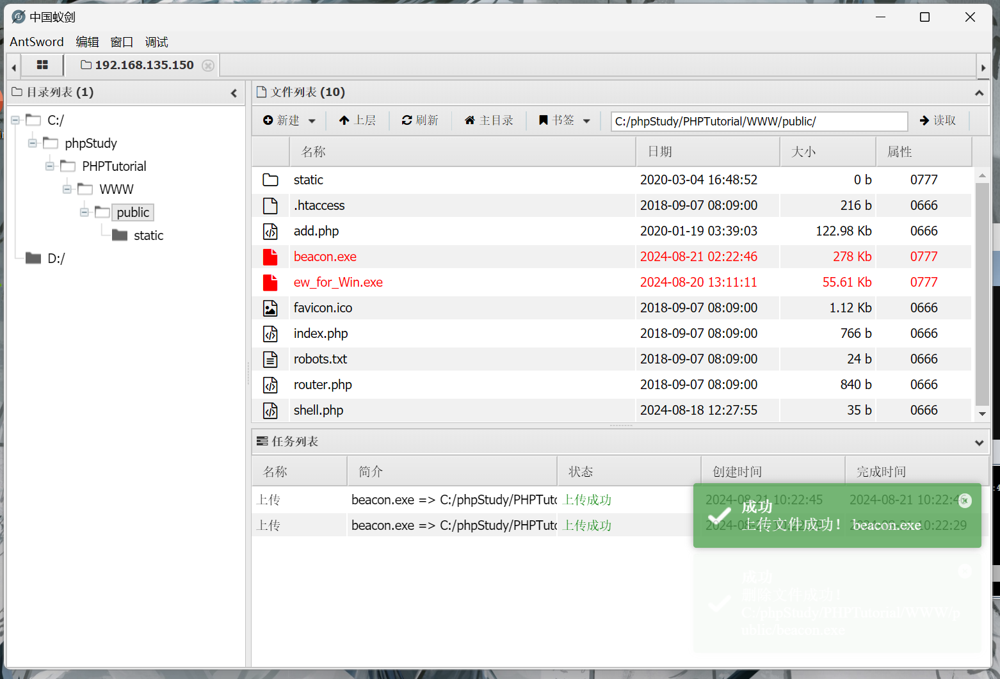 中国蚁剑
AntSword 编辑 窗口 调试
192.168.135.150
目录列表 (1)
C:/
phpStudy
PHPTutorial
WWW
public
static
D:/
文件列表 (10)
新建 上层 刷新 主目录 书签 C:/phpStudy/PHPTutorial/WWW/public/ 读取
名称 日期 大小 属性
static 2020-03-04 16:48:52 0 b 0777
.htaccess 2018-09-07 08:09:00 216 b 0666
add.php 2020-01-19 03:39:03 122.98 Kb 0666
beacon.exe 2024-08-21 02:22:46 278 Kb 0777
ew_for_Win.exe 2024-08-20 13:11:11 55.61 Kb 0777
favicon.ico 2018-09-07 08:09:00 1.12 Kb 0666
index.php 2018-09-07 08:09:00 766 b 0666
robots.txt 2018-09-07 08:09:00 24 b 0666
router.php 2018-09-07 08:09:00 840 b 0666
shell.php 2024-08-18 12:27:55 35 b 0666
任务列表
名称 简介 状态 创建时间 完成时间
上传 beacon.exe => C:/phpStudy/PHPTuto 上传成功 2024-08-21 10:22:45 2024-08-21 10:22:4
上传 beacon.exe => C:/phpStudy/PHPTuto 上传成功 10:22:29
成功
上传文件成功！ beacon.exe
成功
删除文件成功！
C:/phpStudy/PHPTutorial/WWW/p
ublic/beacon.exe